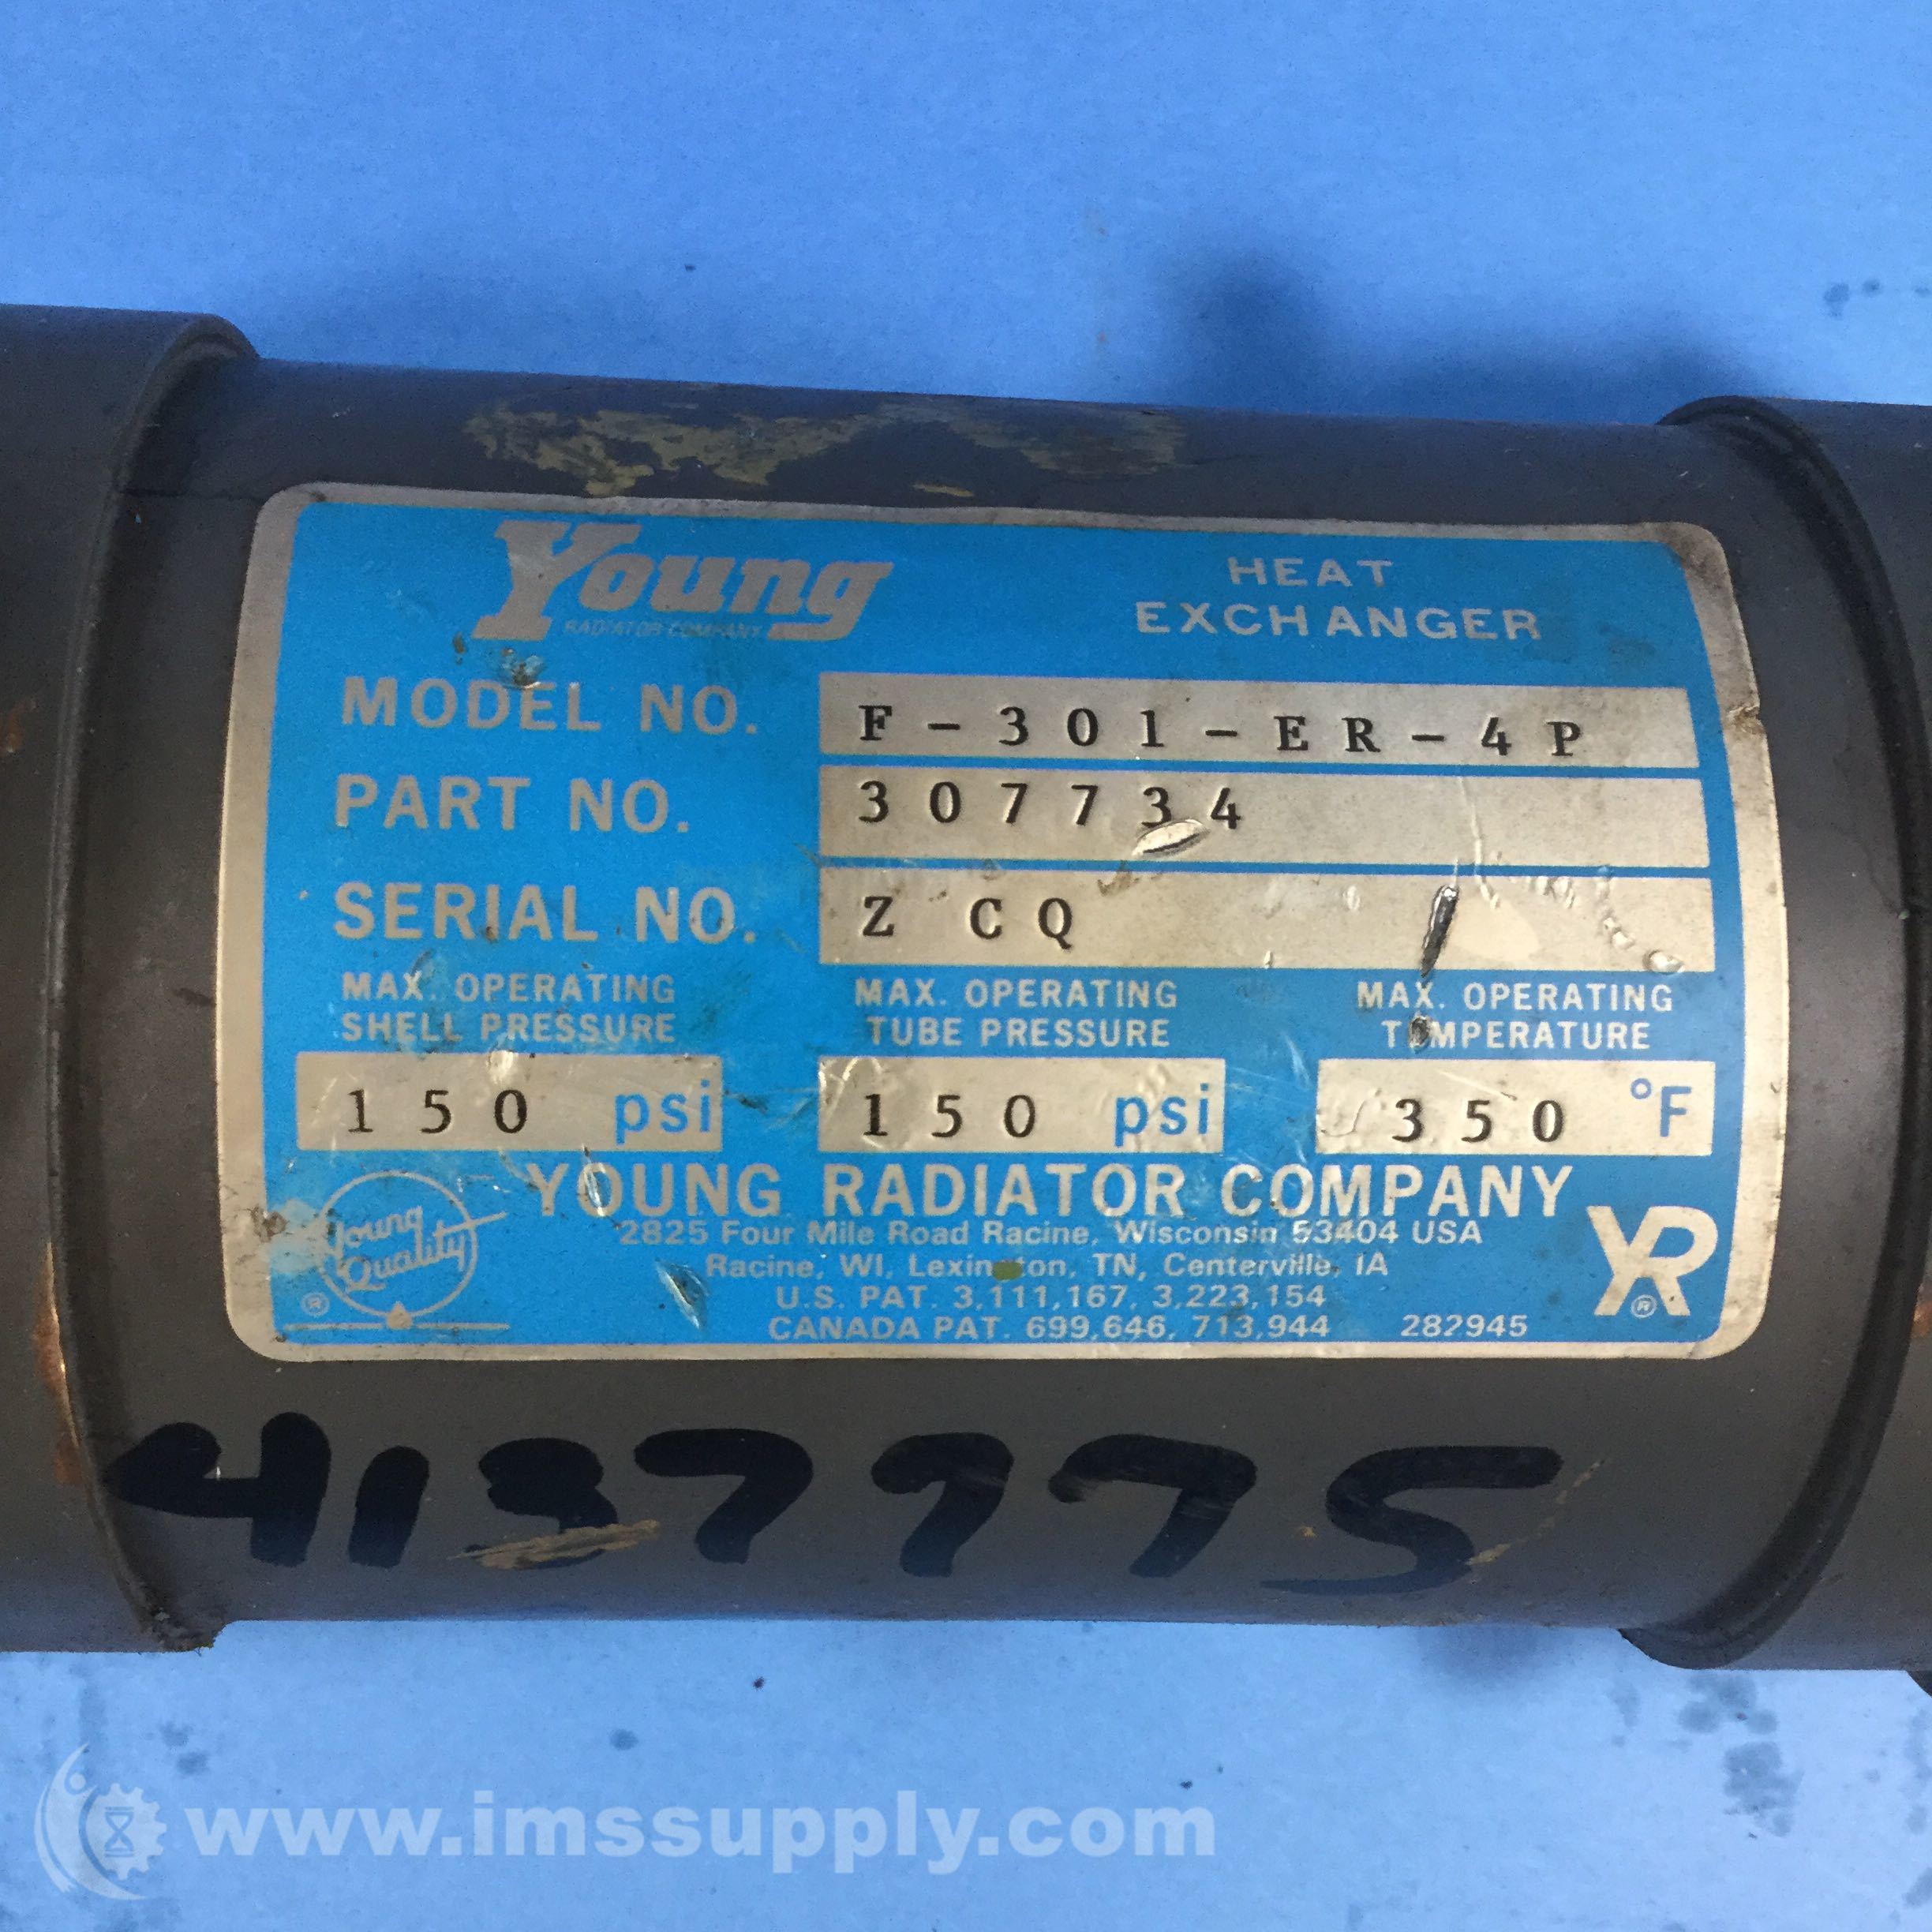 Young
RADIATOR COMPANY
HEAT
EXCHANGER
MODEL NO. F-301-ER-4P
PART NO. 307734
SERIAL NO. Z CQ
MAX. OPERATING
SHELL PRESSURE
150 psi
MAX. OPERATING
TUBE PRESSURE
150 psi
MAX. OPERATING
TEMPERATURE
350 °F
Young
Quality
®
YOUNG RADIATOR COMPANY
2825 Four Mile Road Racine, Wisconsin 53404 USA
Racine, WI, Lexington, TN, Centerville, IA
U.S. PAT. 3,111,167, 3,223,154
CANADA PAT. 699,646, 713,944 282945
YR
®
4137775
www.imssupply.com